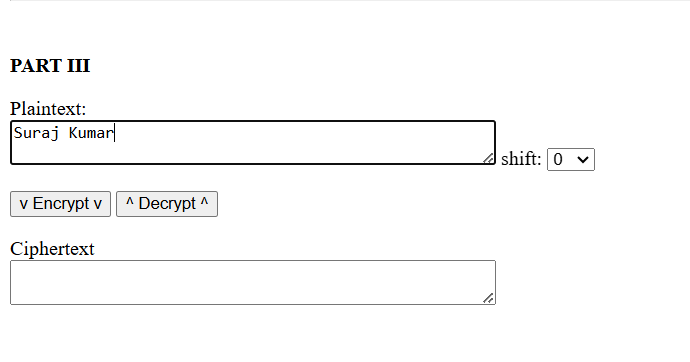 PART III
Plaintext:
Suraj Kumar
shift: 0
v Encrypt v ^ Decrypt ^
Ciphertext